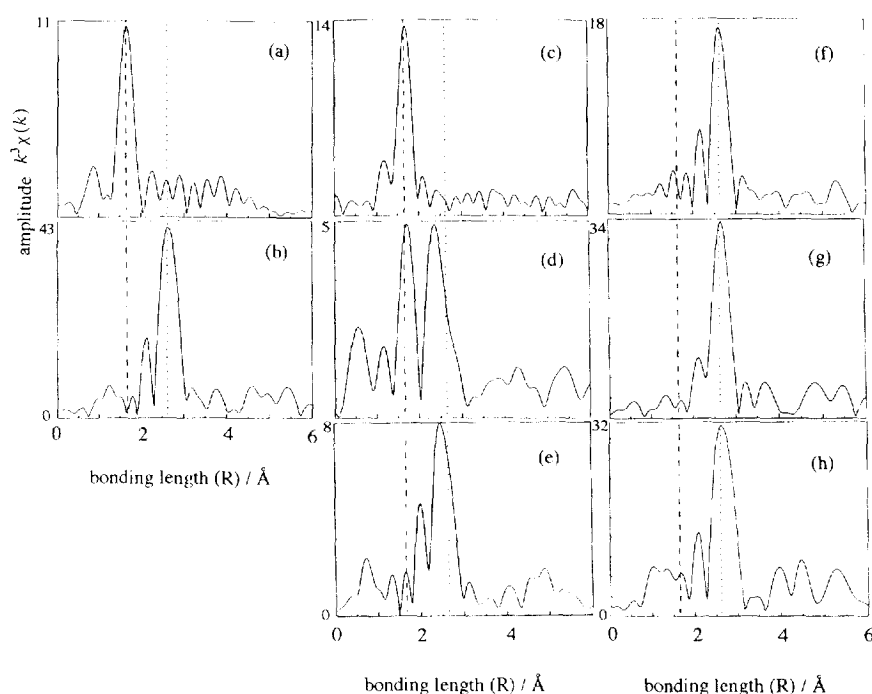 11
(a)
14
(c)
18
(f)
amplitude k³χ(k)
43
(b)
5
(d)
34
(g)
0
0 2 4 6
bonding length (R) / Å
8
(e)
32
(h)
0
0
0 2 4
0 2 4 6
bonding length (R) / Å
bonding length (R) / Å